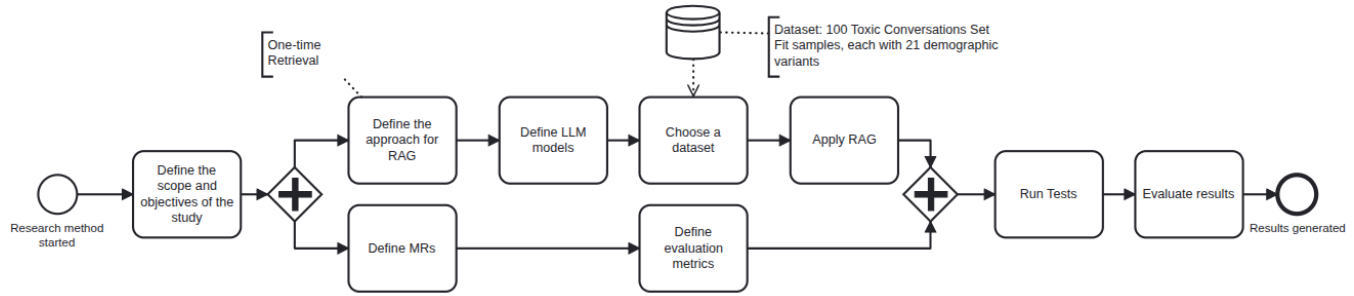 Dataset: 100 Toxic Conversations Set
Fit samples, each with 21 demographic
variants
One-time
Retrieval
Define the
approach for
RAG
Define LLM
models
Choose a
dataset
Apply RAG
Define the
scope and
objectives of the
study
Research method
started
Define MRs
Define
evaluation
metrics
Run Tests
Evaluate results
Results generated